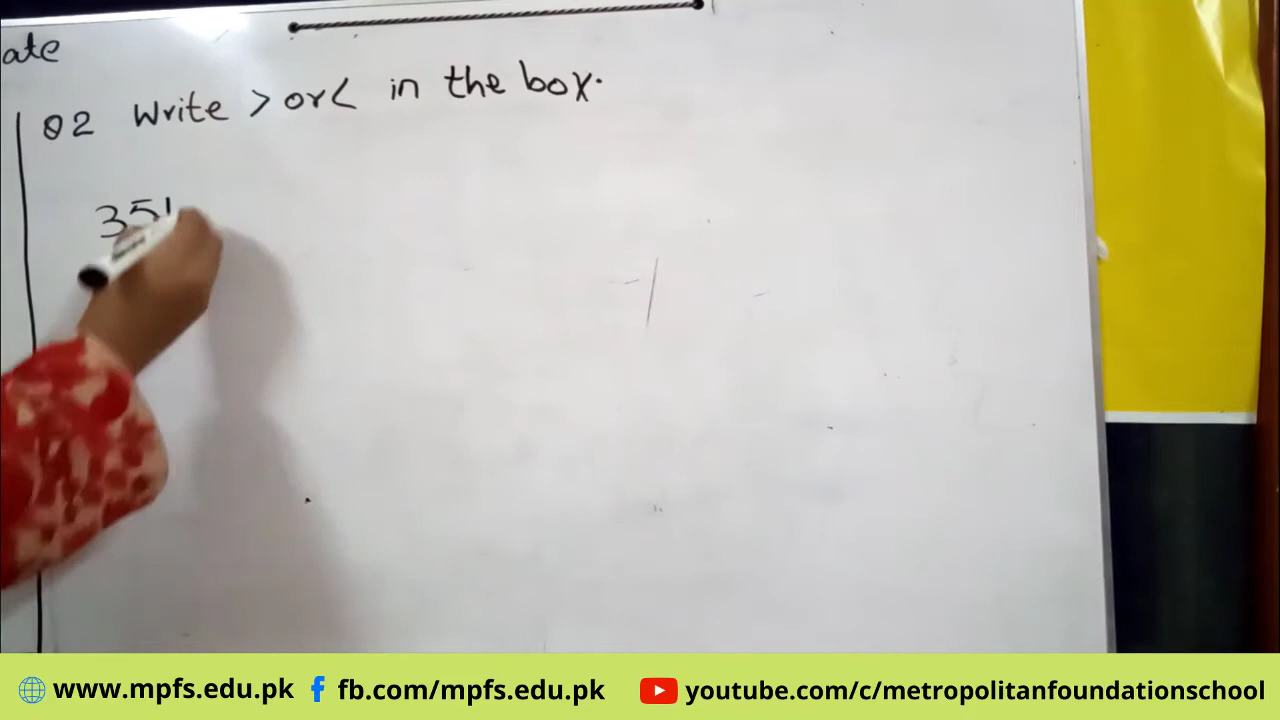 ate
Q2 Write > or < in the box.
351
www.mpfs.edu.pk fb.com/mpfs.edu.pk youtube.com/c/metropolitanfoundationschool